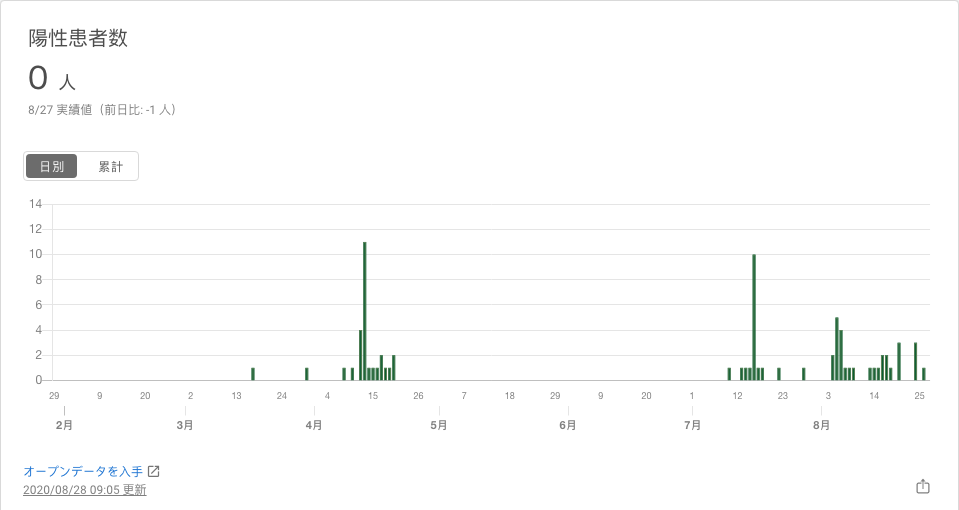 陽性患者数
0 人
8/27 実績値（前日比: -1 人）
日別 累計
14
12
10
8
6
4
2
0
29 9 20 2 13 24 4 15 26 7 18 29 9 20 1 12 23 3 14 25
2月 3月 4月 5月 6月 7月 8月
オープンデータを入手
2020/08/28 09:05 更新